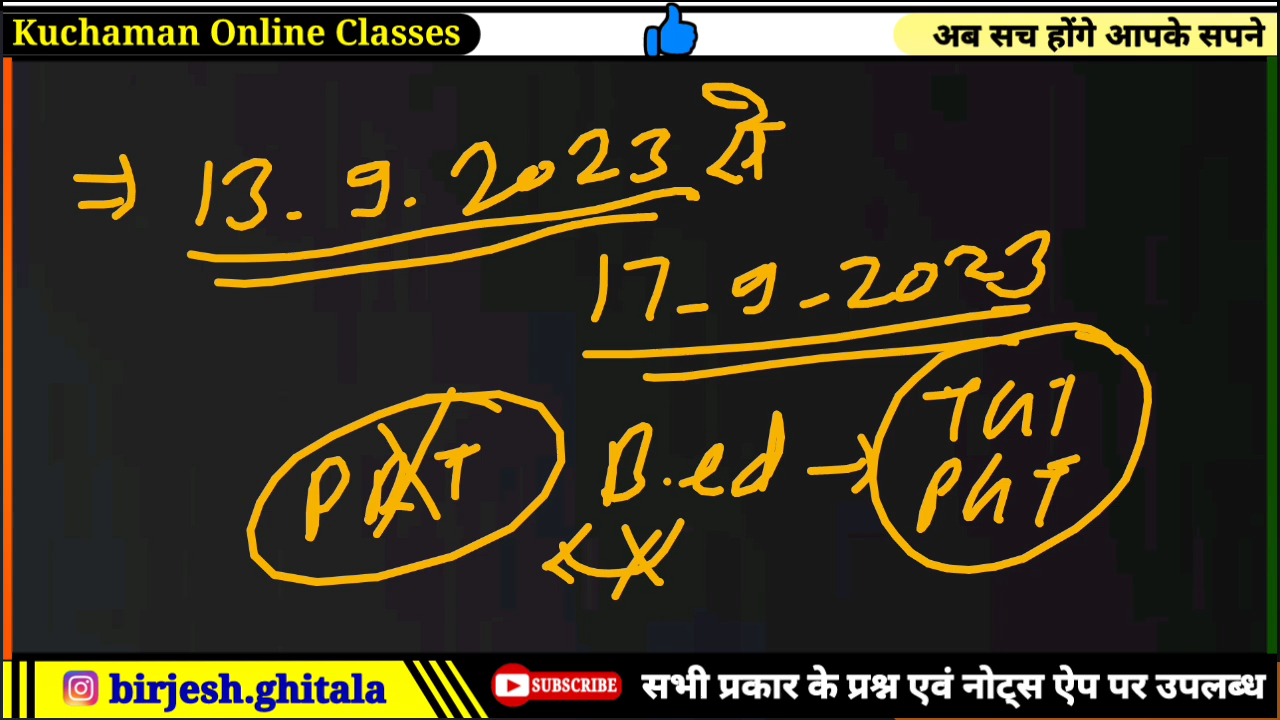 Kuchaman Online Classes
अब सच होंगे आपके सपने
⇒ 13.9.2023 से
17-9-2023
PRT B.ed → TGT
PGT
birjesh.ghitala
SUBSCRIBE
सभी प्रकार के प्रश्न एवं नोट्स ऐप पर उपलब्ध